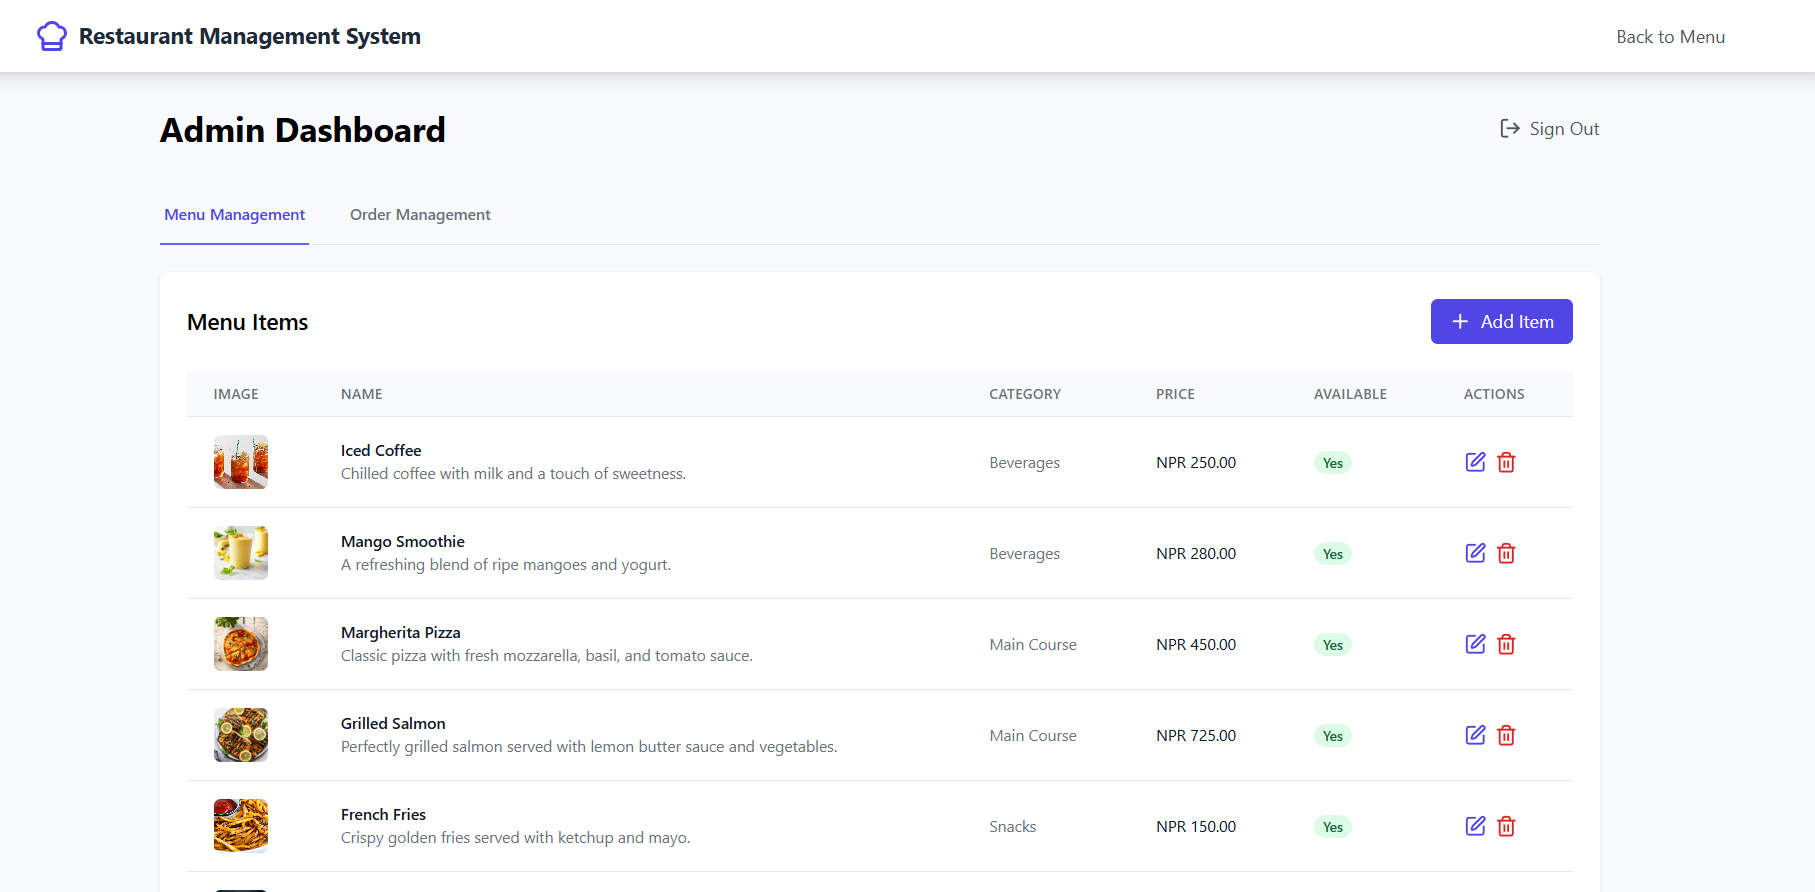 Restaurant Management System
Back to Menu
Admin Dashboard
Sign Out
Menu Management
Order Management
Menu Items
Add Item
IMAGE NAME CATEGORY PRICE AVAILABLE ACTIONS
Iced Coffee
Chilled coffee with milk and a touch of sweetness.
Beverages
NPR 250.00
Yes
Mango Smoothie
A refreshing blend of ripe mangoes and yogurt.
Beverages
NPR 280.00
Yes
Margherita Pizza
Classic pizza with fresh mozzarella, basil, and tomato sauce.
Main Course
NPR 450.00
Yes
Grilled Salmon
Perfectly grilled salmon served with lemon butter sauce and vegetables.
Main Course
NPR 725.00
Yes
French Fries
Crispy golden fries served with ketchup and mayo.
Snacks
NPR 150.00
Yes